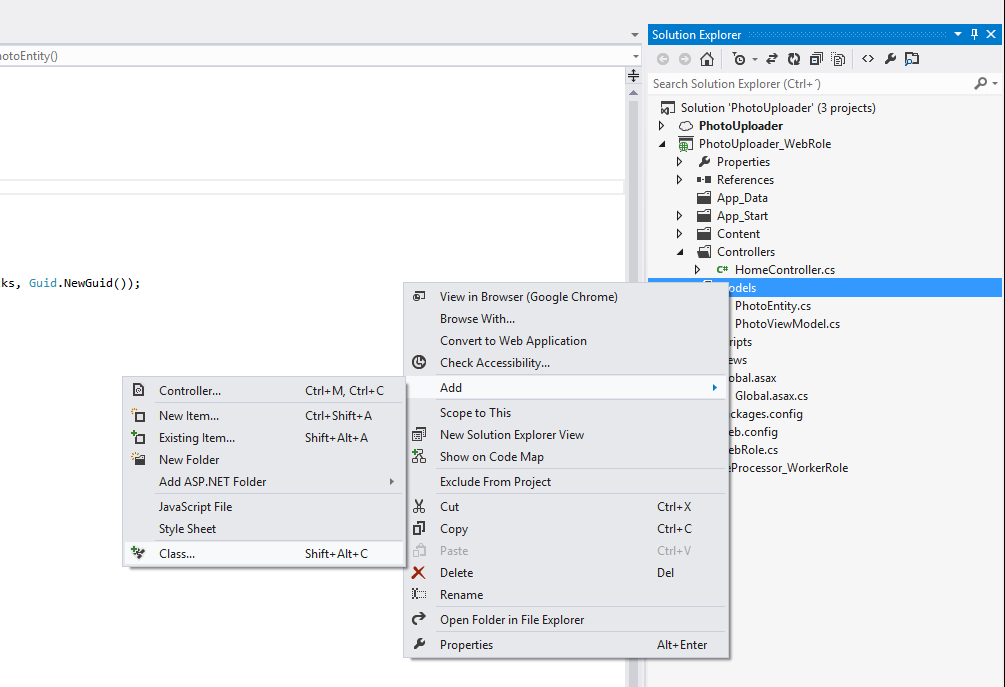 Solution Explorer
otoEntity()
Search Solution Explorer (Ctrl+´)
Solution 'PhotoUploader' (3 projects)
PhotoUploader
PhotoUploader_WebRole
Properties
References
App_Data
App_Start
Content
Controllers
C# HomeController.cs
ks, Guid.NewGuid());
odels
PhotoEntity.cs
PhotoViewModel.cs
ripts
ews
obal.asax
Global.asax.cs
ckages.config
eb.config
ebRole.cs
eProcessor_WorkerRole
View in Browser (Google Chrome)
Browse With...
Convert to Web Application
Check Accessibility...
Add
Scope to This
New Solution Explorer View
Show on Code Map
Exclude From Project
Cut Ctrl+X
Copy Ctrl+C
Paste Ctrl+V
Delete Del
Rename
Open Folder in File Explorer
Properties Alt+Enter
Controller... Ctrl+M, Ctrl+C
New Item... Ctrl+Shift+A
Existing Item... Shift+Alt+A
New Folder
Add ASP.NET Folder
JavaScript File
Style Sheet
Class... Shift+Alt+C